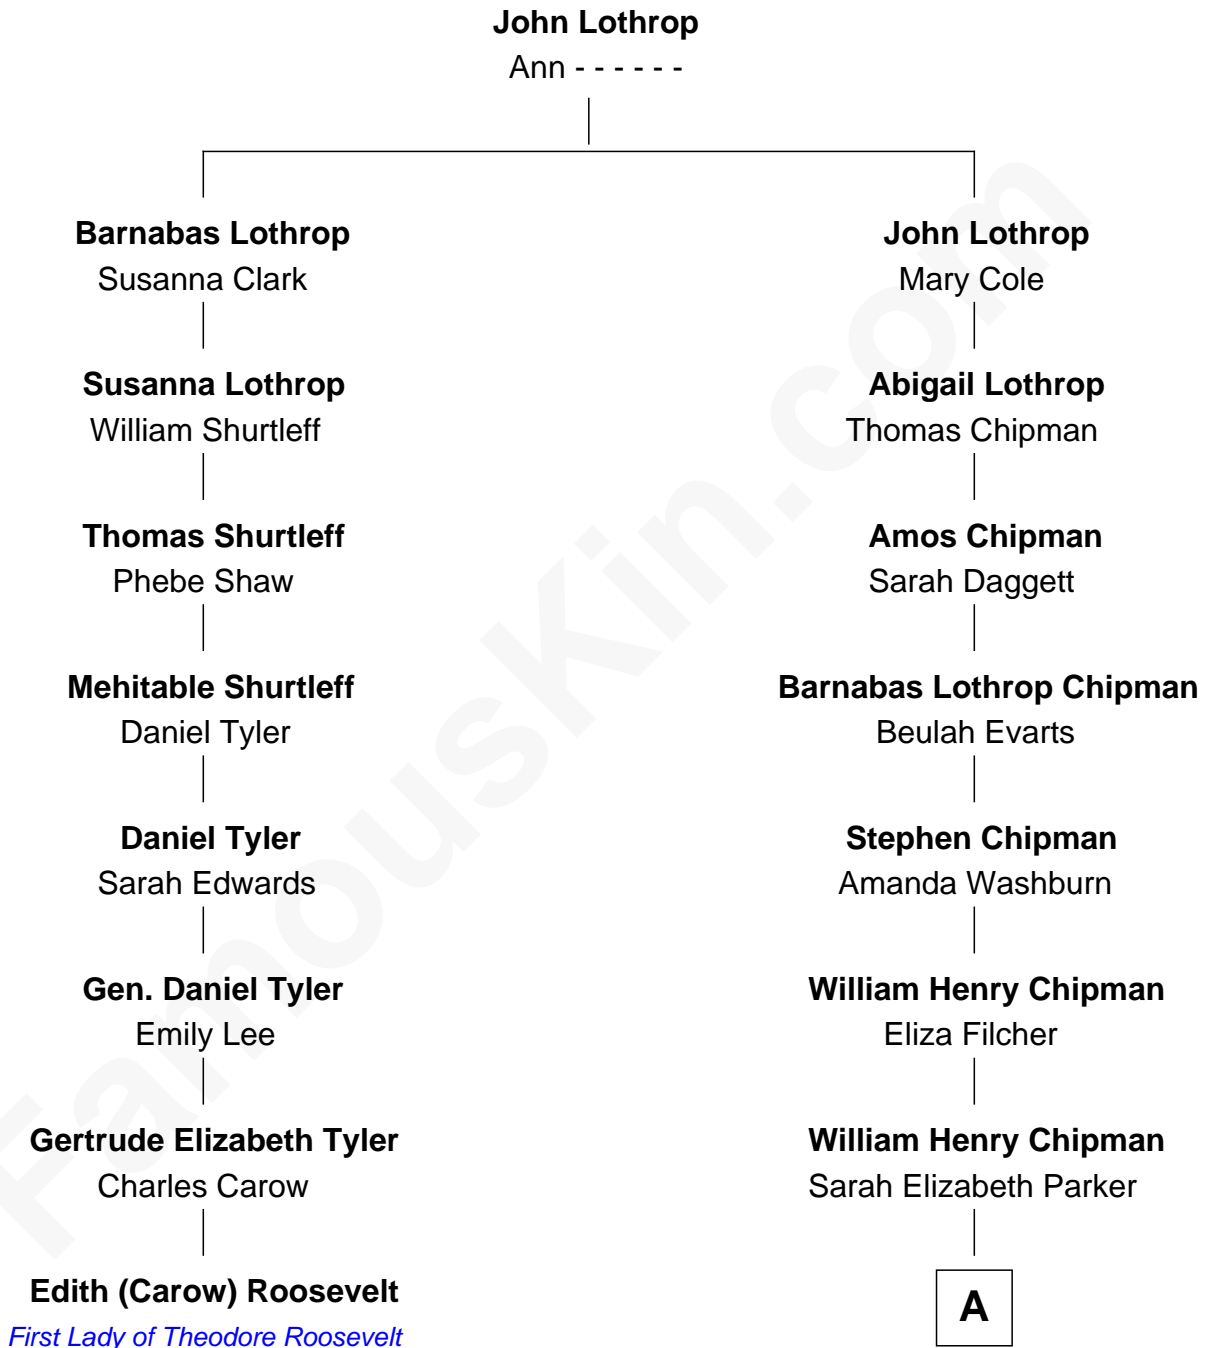 John Lothrop
Ann - - - - - -
Barnabas Lothrop
Susanna Clark
John Lothrop
Mary Cole
Susanna Lothrop
William Shurtleff
Abigail Lothrop
Thomas Chipman
Thomas Shurtleff
Phebe Shaw
Amos Chipman
Sarah Daggett
Mehitable Shurtleff
Daniel Tyler
Barnabas Lothrop Chipman
Beulah Evarts
Daniel Tyler
Sarah Edwards
Stephen Chipman
Amanda Washburn
Gen. Daniel Tyler
Emily Lee
William Henry Chipman
Eliza Filcher
Gertrude Elizabeth Tyler
Charles Carow
William Henry Chipman
Sarah Elizabeth Parker
Edith (Carow) Roosevelt
First Lady of Theodore Roosevelt
A
FamousKin.com